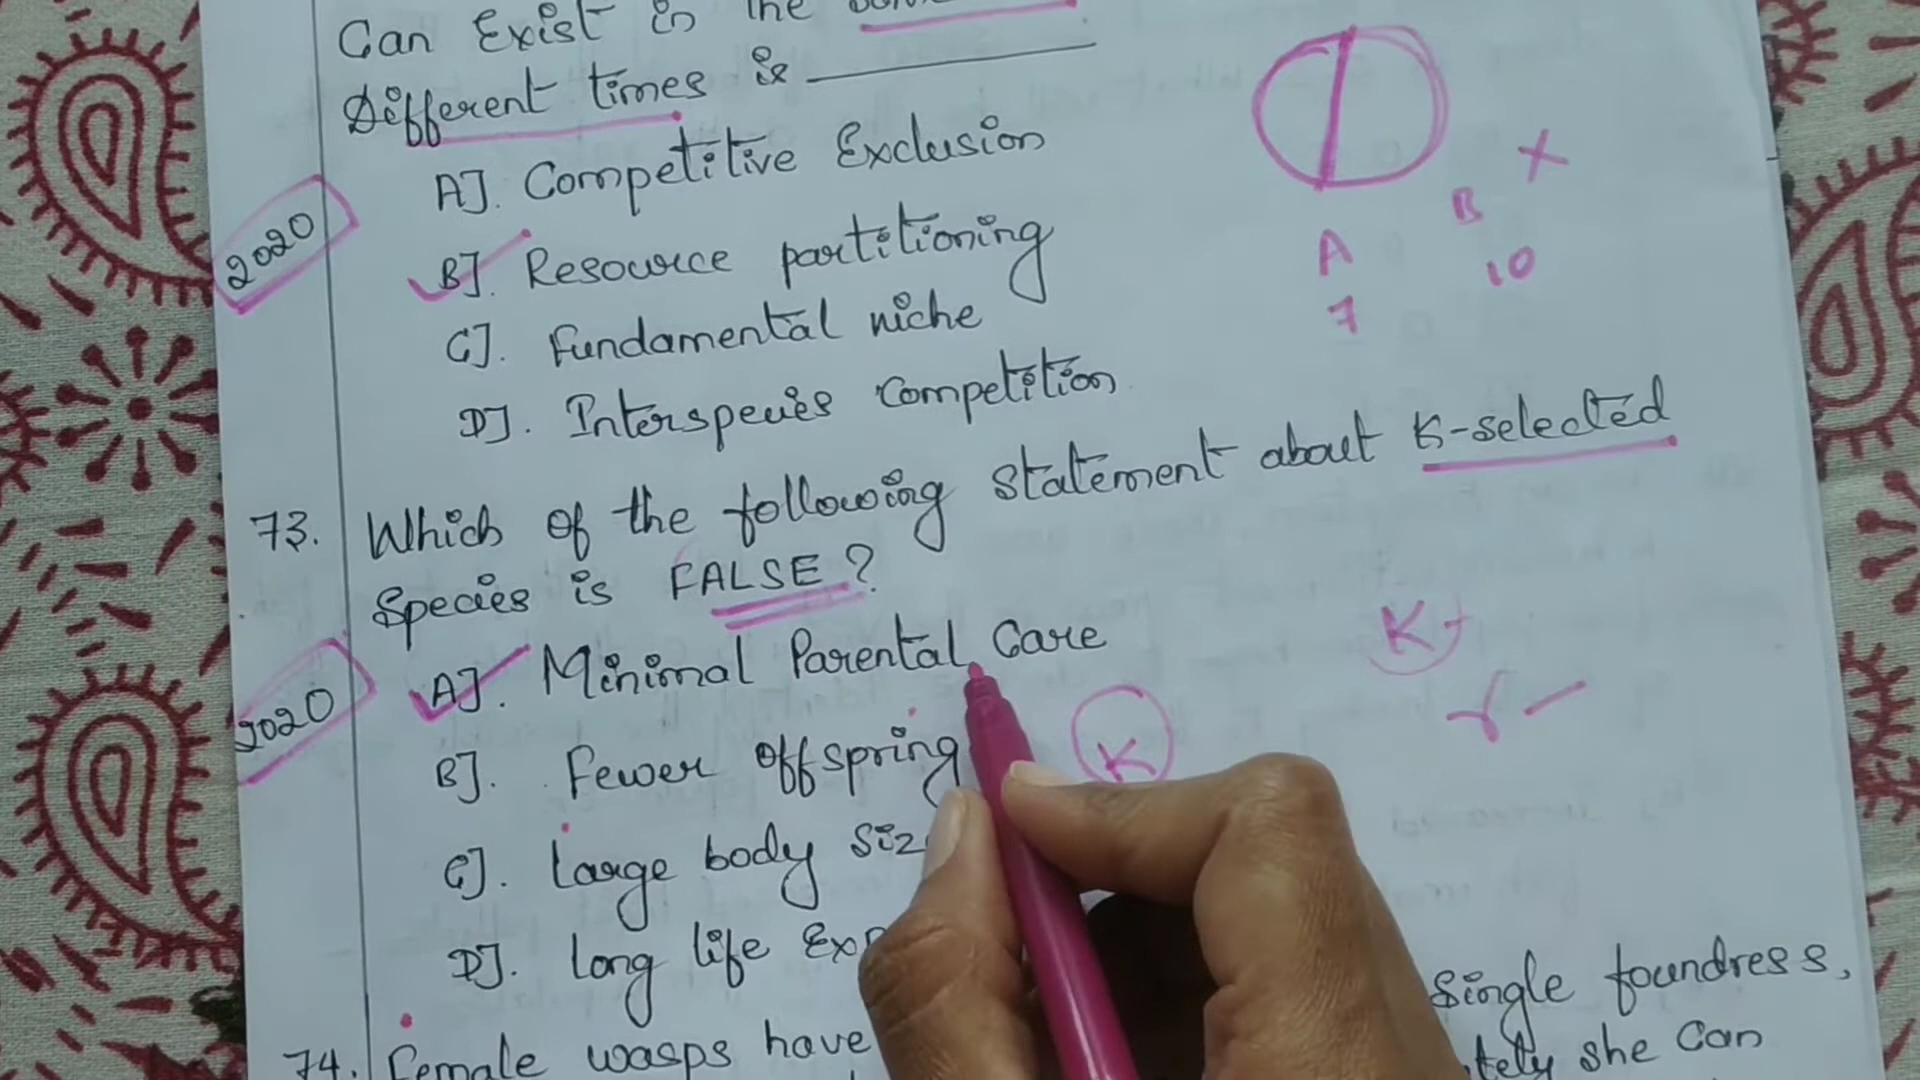 Can Exist in the
Different times is
A]. Competitive Exclusion
2020
B]. Resource partitioning
C]. Fundamental niche
D]. Interspecies Competition
A
7
B
10
X
73. Which of the following statement about K-selected
Species is FALSE?
2020
A]. Minimal Parental Care
B]. Fewer offspring
C]. Large body
D]. Long life
K
K
r
74. Female wasps have
Single foundress,
she can